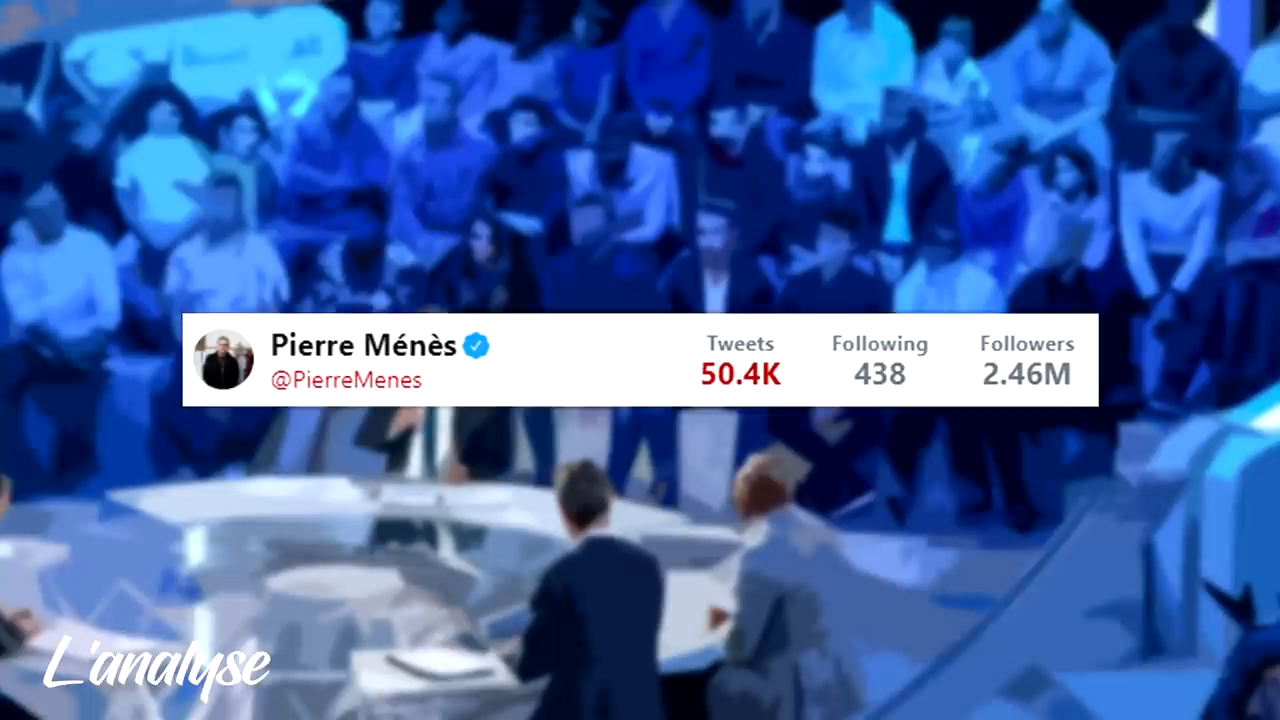 Pierre Ménès
@PierreMenes
Tweets
50.4K
Following
438
Followers
2.46M
L'analyse